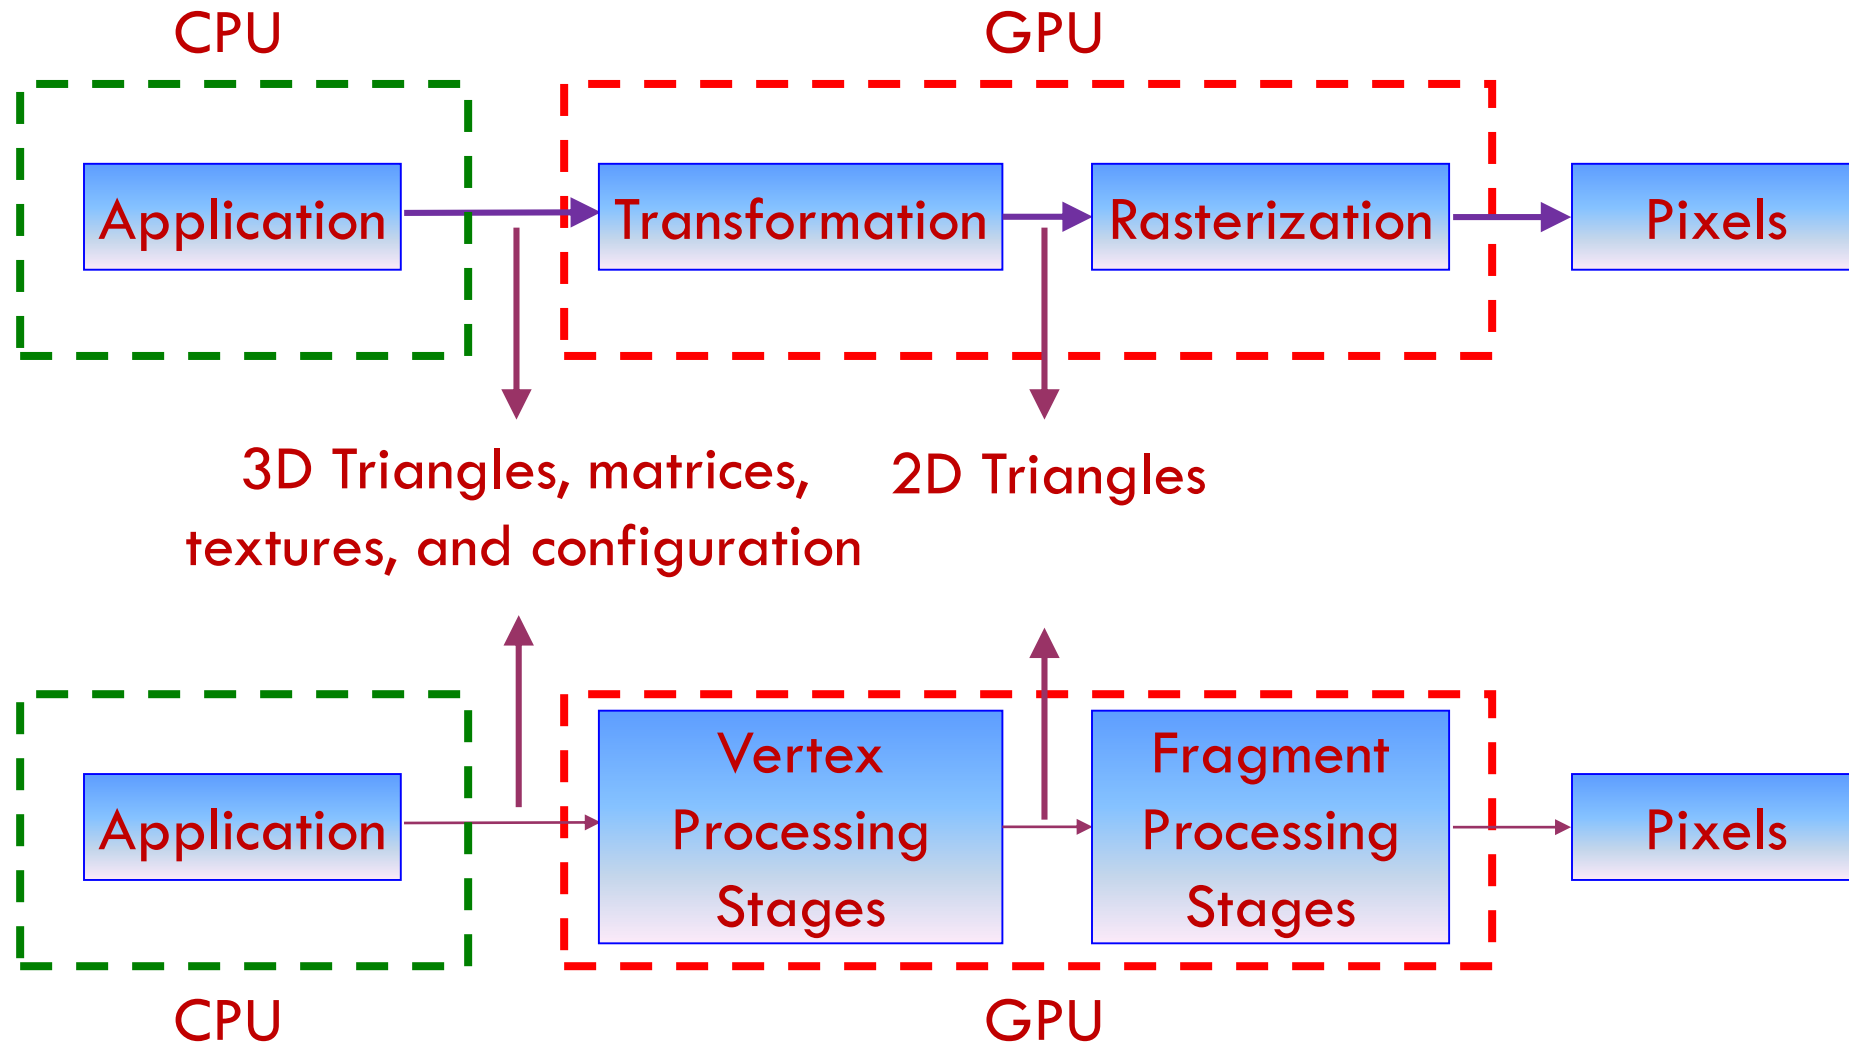 CPU
GPU
Application
Transformation
Rasterization
Pixels
3D Triangles, matrices,
textures, and configuration
2D Triangles
Application
Vertex
Processing
Stages
Fragment
Processing
Stages
Pixels
CPU
GPU